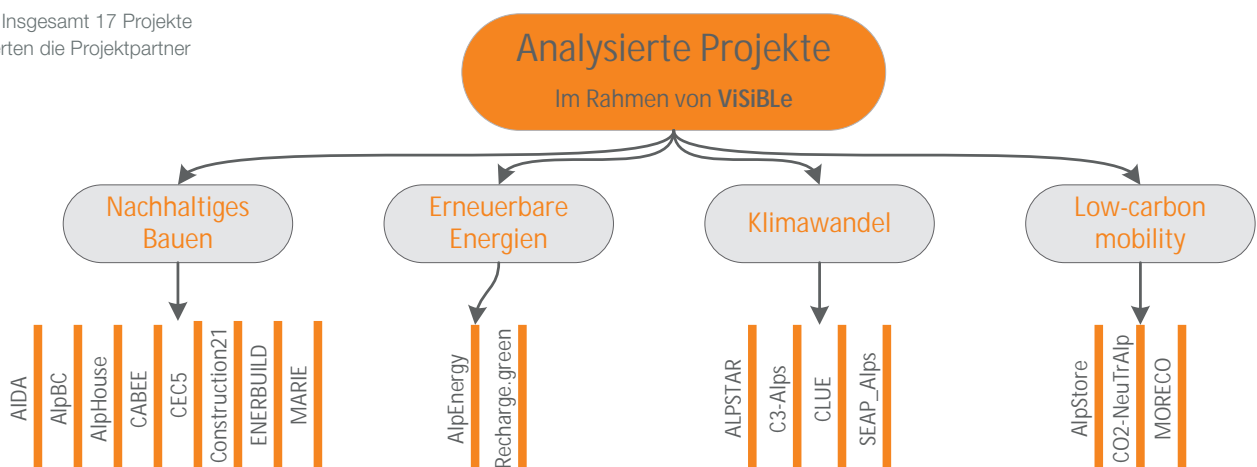 Insgesamt 17 Projekte
rten die Projektpartner
Analysierte Projekte
Im Rahmen von ViSiBLe
Nachhaltiges
Bauen
Erneuerbare
Energien
Klimawandel
Low-carbon
mobility
AIDA
AlpBC
AlpHouse
CABEE
CEC5
Construction21
ENERBUILD
MARIE
AlpEnergy
Recharge.green
ALPSTAR
C3-Alps
CLUE
SEAP_Alps
AlpStore
CO2-NeuTrAlp
MORECO